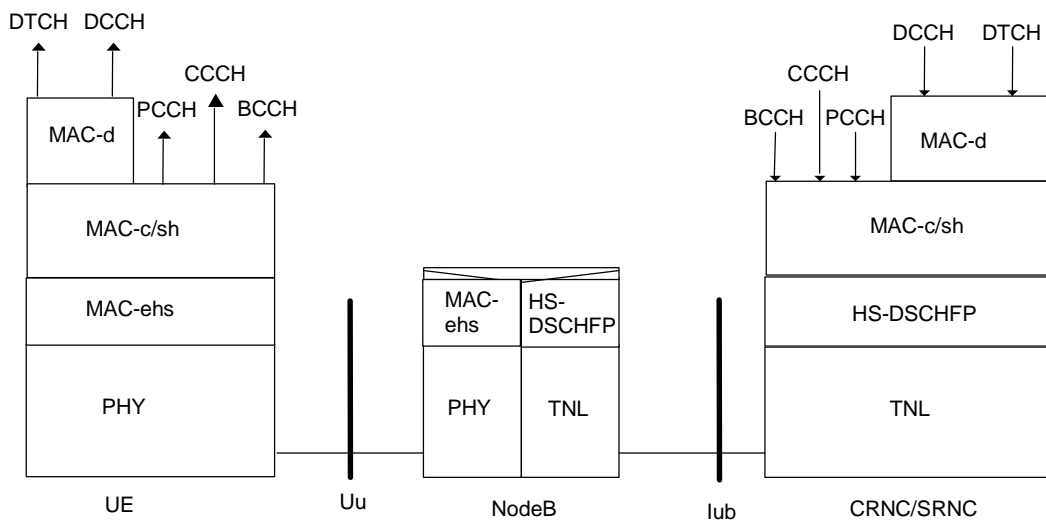 DTCH DCCH
CCCH
PCCH
BCCH
MAC-d
MAC-c/sh
MAC-ehs
PHY
UE
Uu
MAC-
ehs
HS-
DSCHFP
PHY
TNL
NodeB
Iub
DCCH DTCH
CCCH
BCCH
PCCH
MAC-d
MAC-c/sh
HS-DSCHFP
TNL
CRNC/SRNC